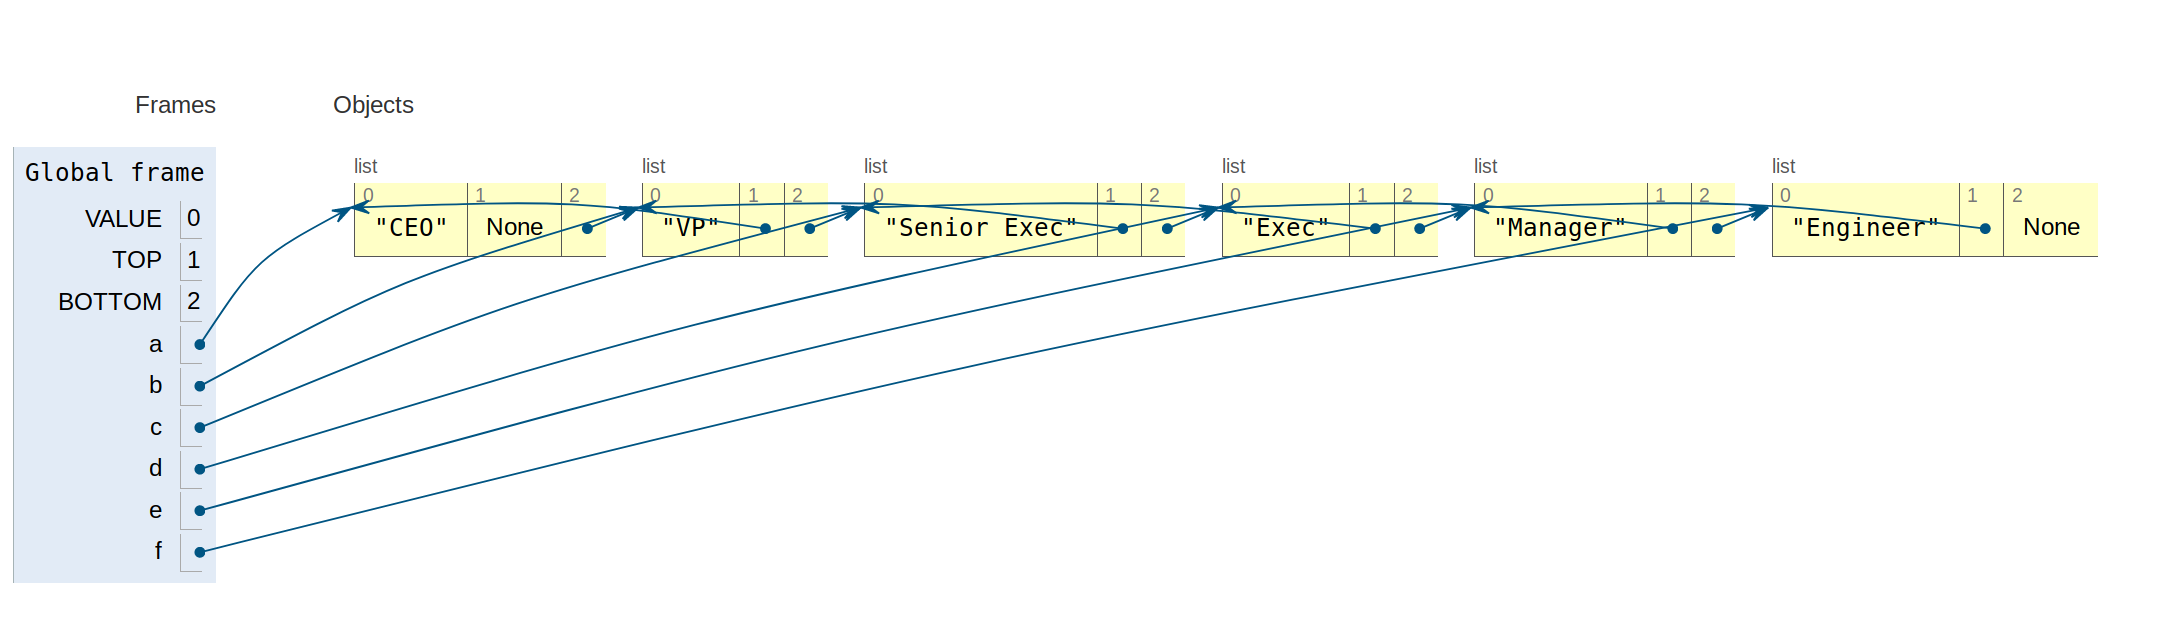 Frames Objects
Global frame
VALUE 0
TOP 1
BOTTOM 2
a
b
c
d
e
f
list list list list list list
0 1 2 0 1 2 0 1 2 0 1 2 0 1 2 0 1 2
"CEO" None "VP" "Senior Exec" "Exec" "Manager" "Engineer" None